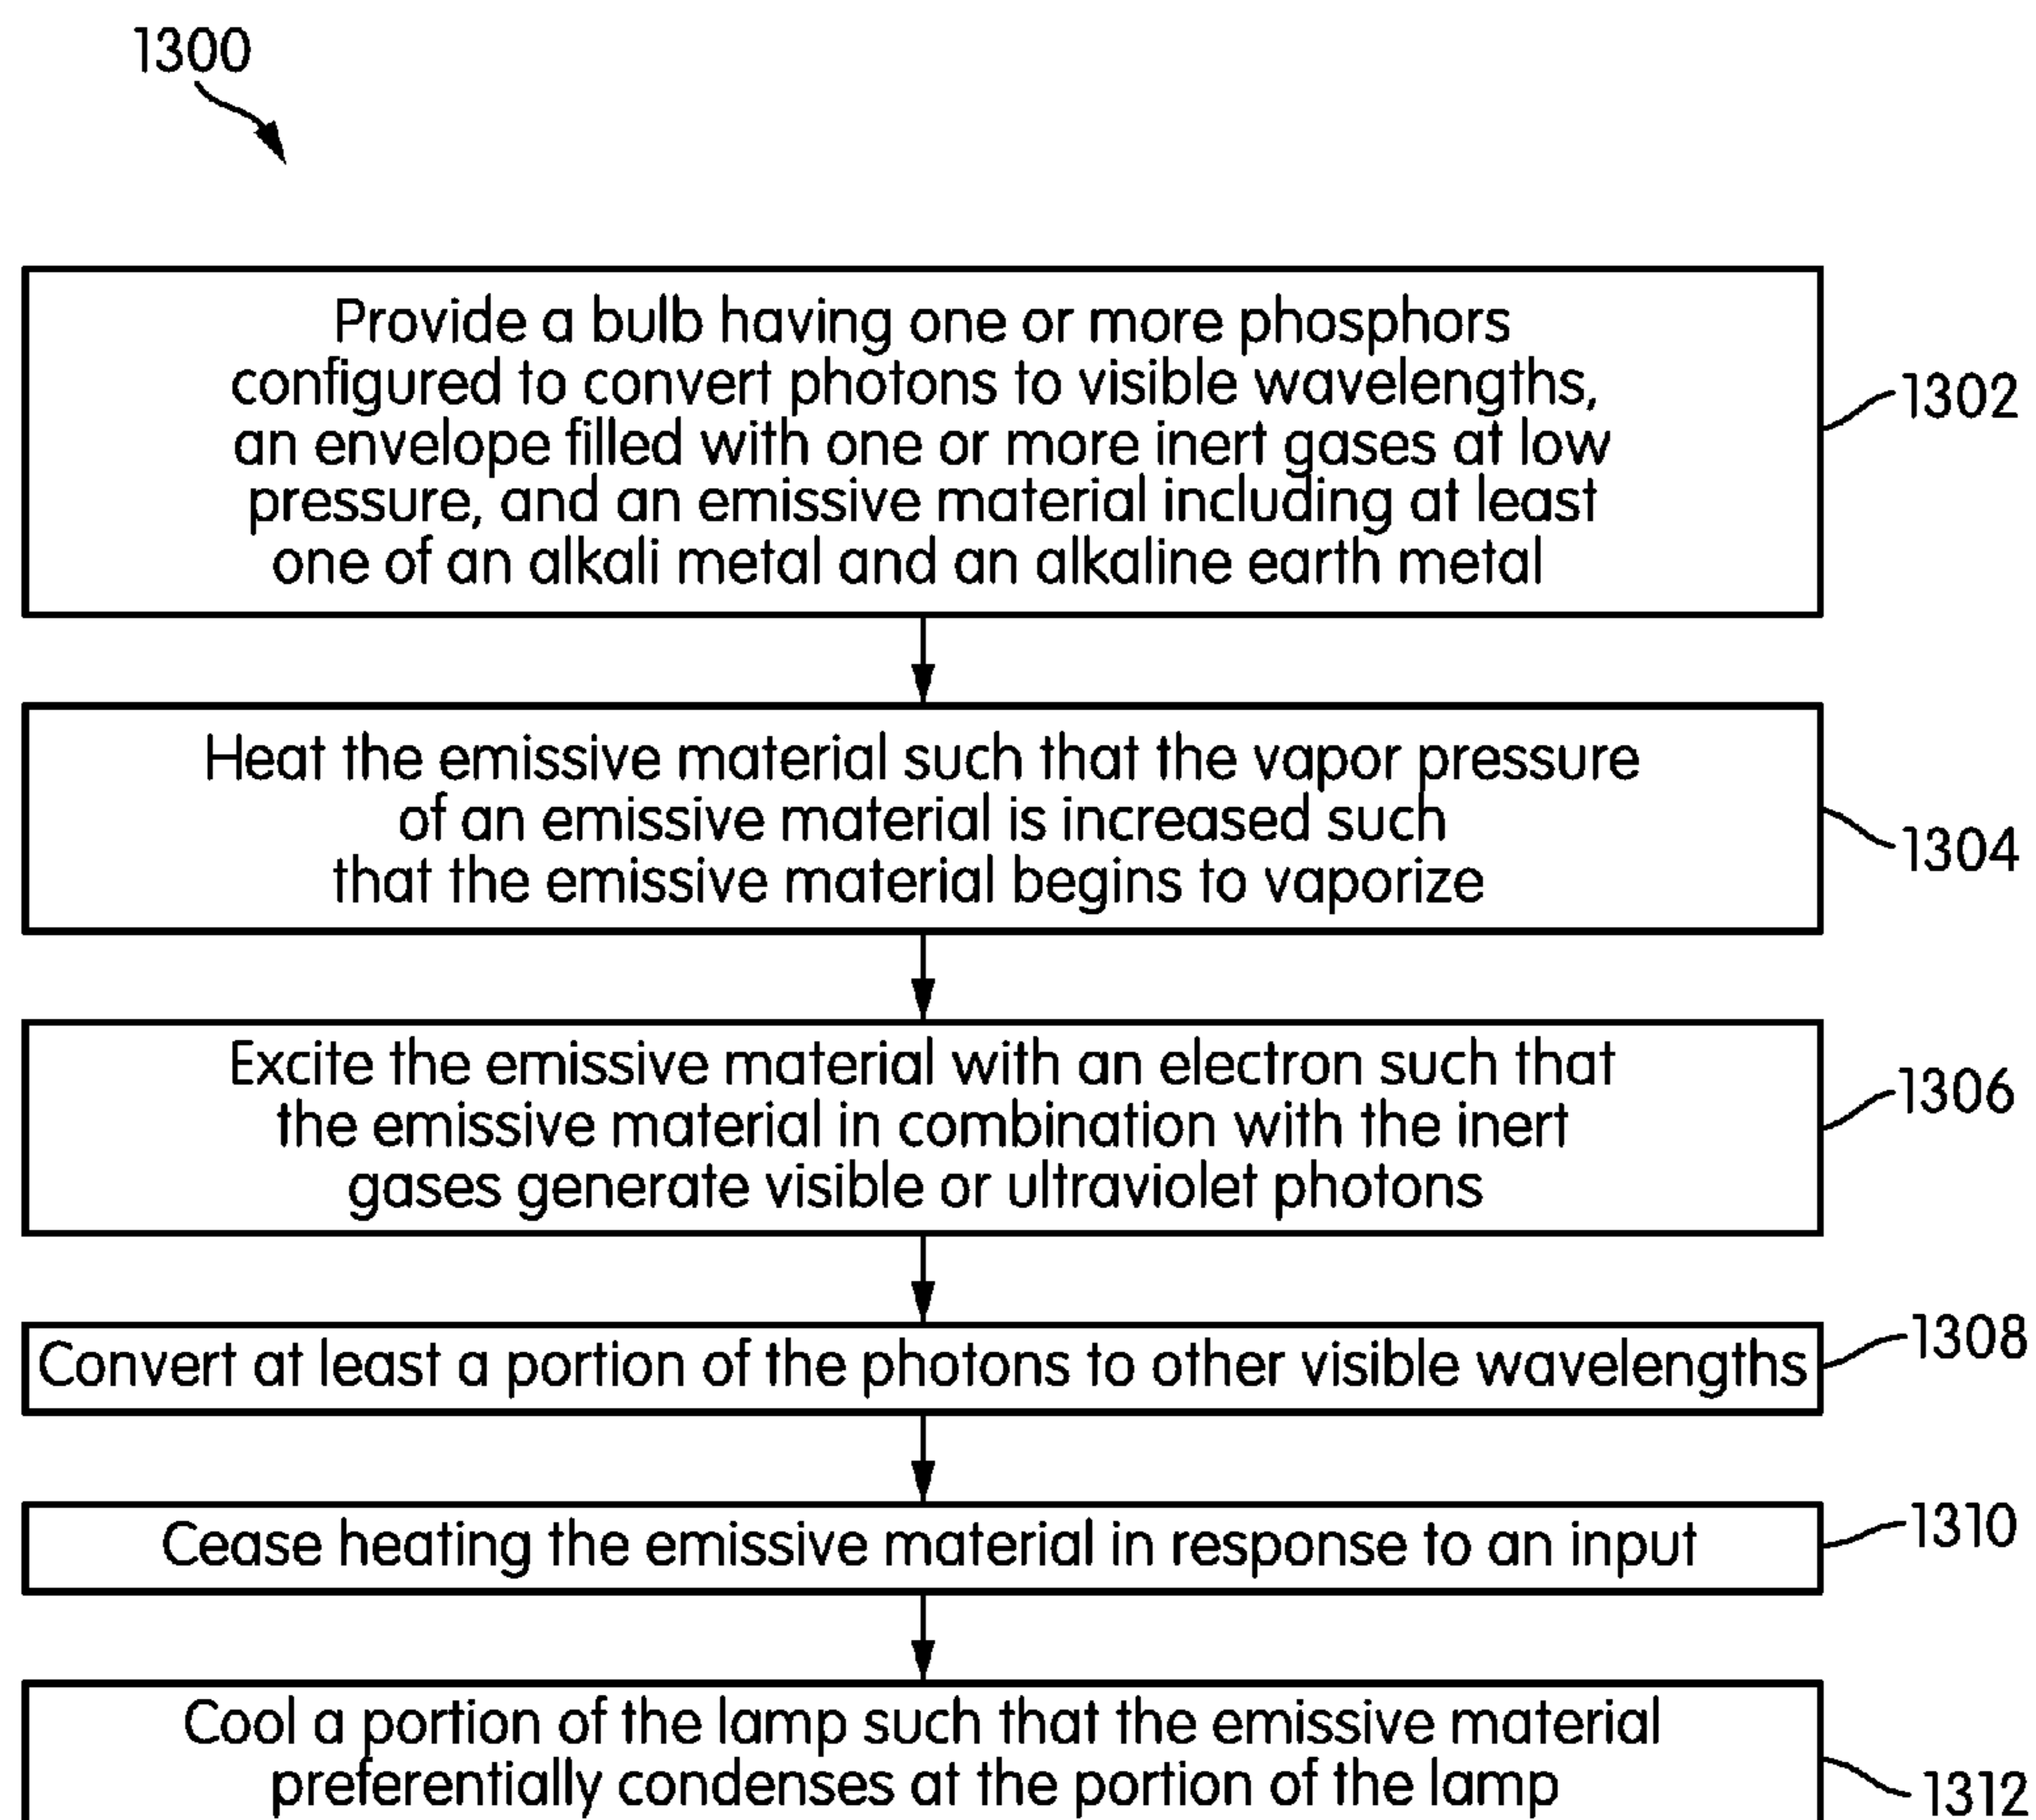 1300
Provide a bulb having one or more phosphors
configured to convert photons to visible wavelengths,
an envelope filled with one or more inert gases at low
pressure, and an emissive material including at least
one of an alkali metal and an alkaline earth metal
1302
Heat the emissive material such that the vapor pressure
of an emissive material is increased such
that the emissive material begins to vaporize
1304
Excite the emissive material with an electron such that
the emissive material in combination with the inert
gases generate visible or ultraviolet photons
1306
Convert at least a portion of the photons to other visible wavelengths
1308
Cease heating the emissive material in response to an input
1310
Cool a portion of the lamp such that the emissive material
preferentially condenses at the portion of the lamp
1312